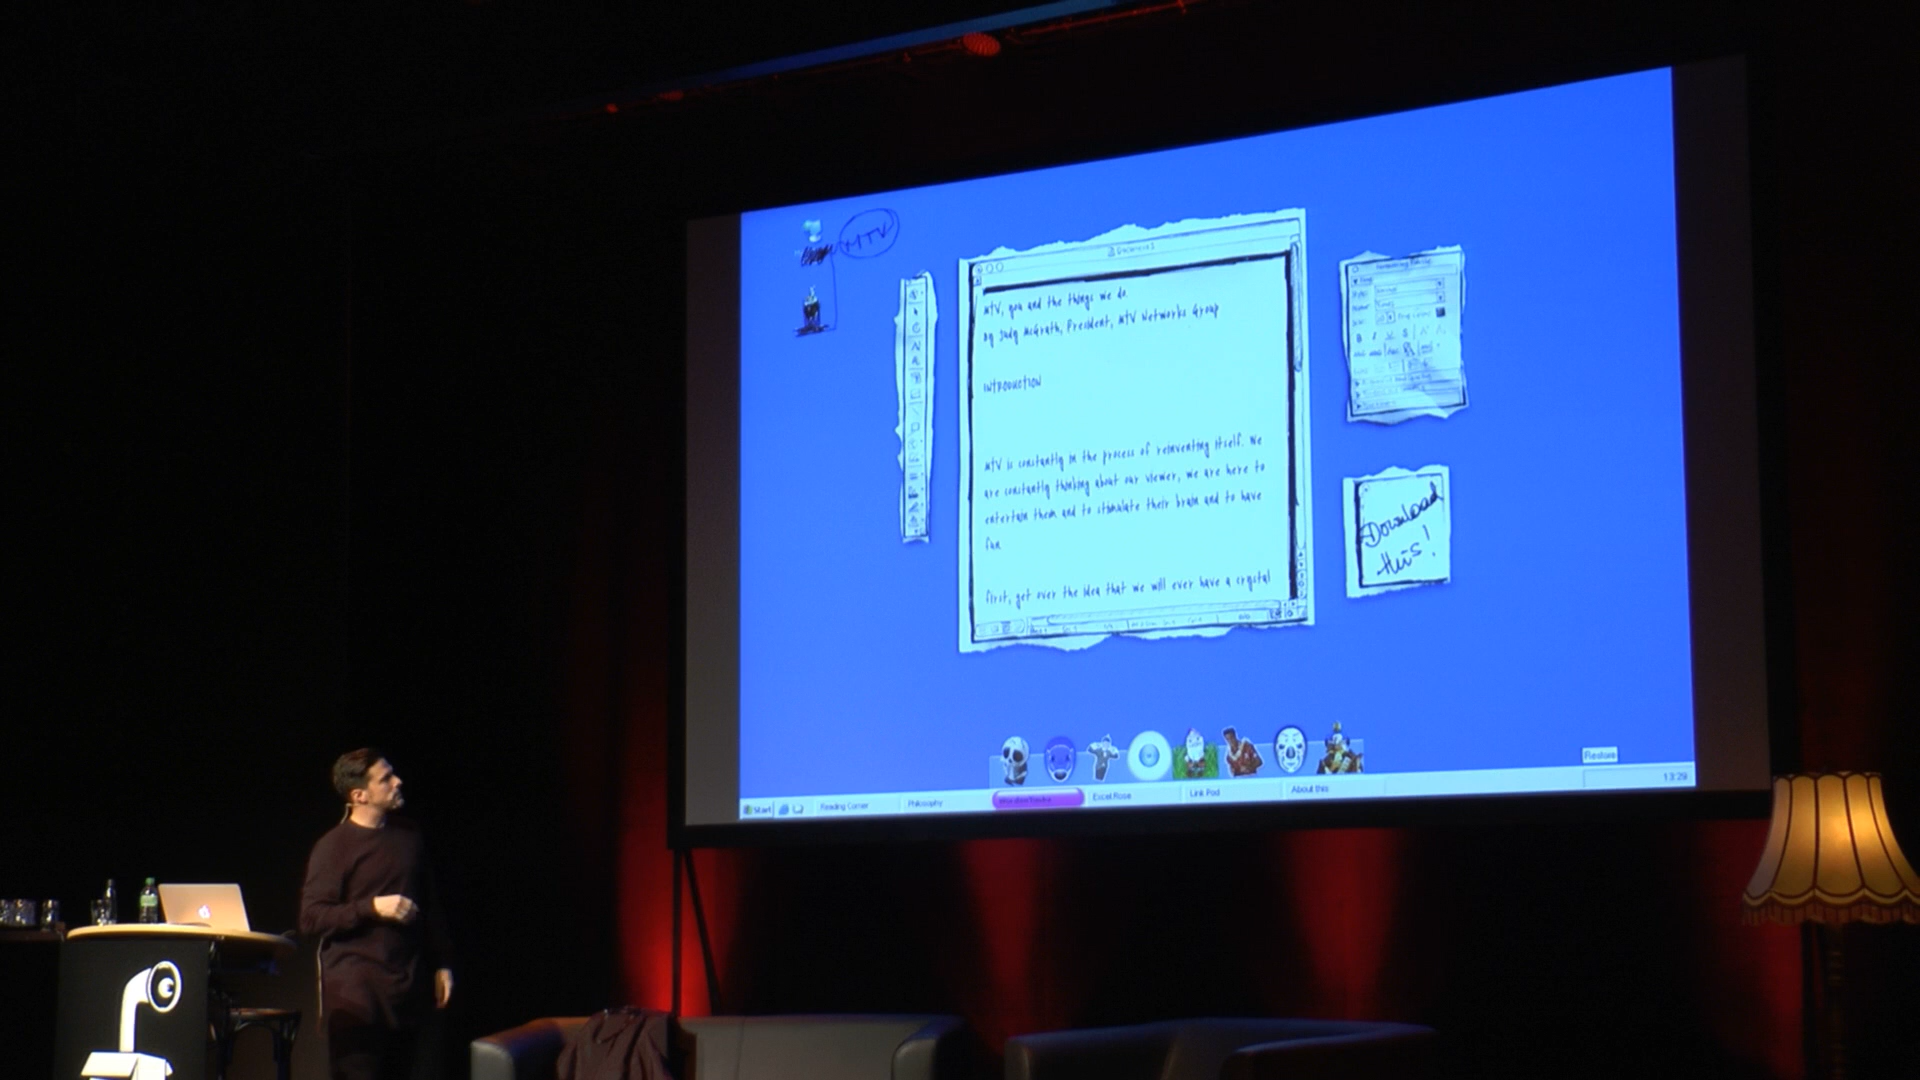 MTV
Document1
MTV, you and the things we do.
By Judy McGrath, President, MTV Networks Group
INTRODUCTION
MTV is constantly in the process of reinventing itself. We
are constantly thinking about our viewer, we are here to
entertain them and to stimulate their brain and to have
fun.
First, get over the idea that we will ever have a crystal
Download
this!
Restore
Start
Reading Corner
Philosophy
Excel Rose
Link Pod
About this
13:29